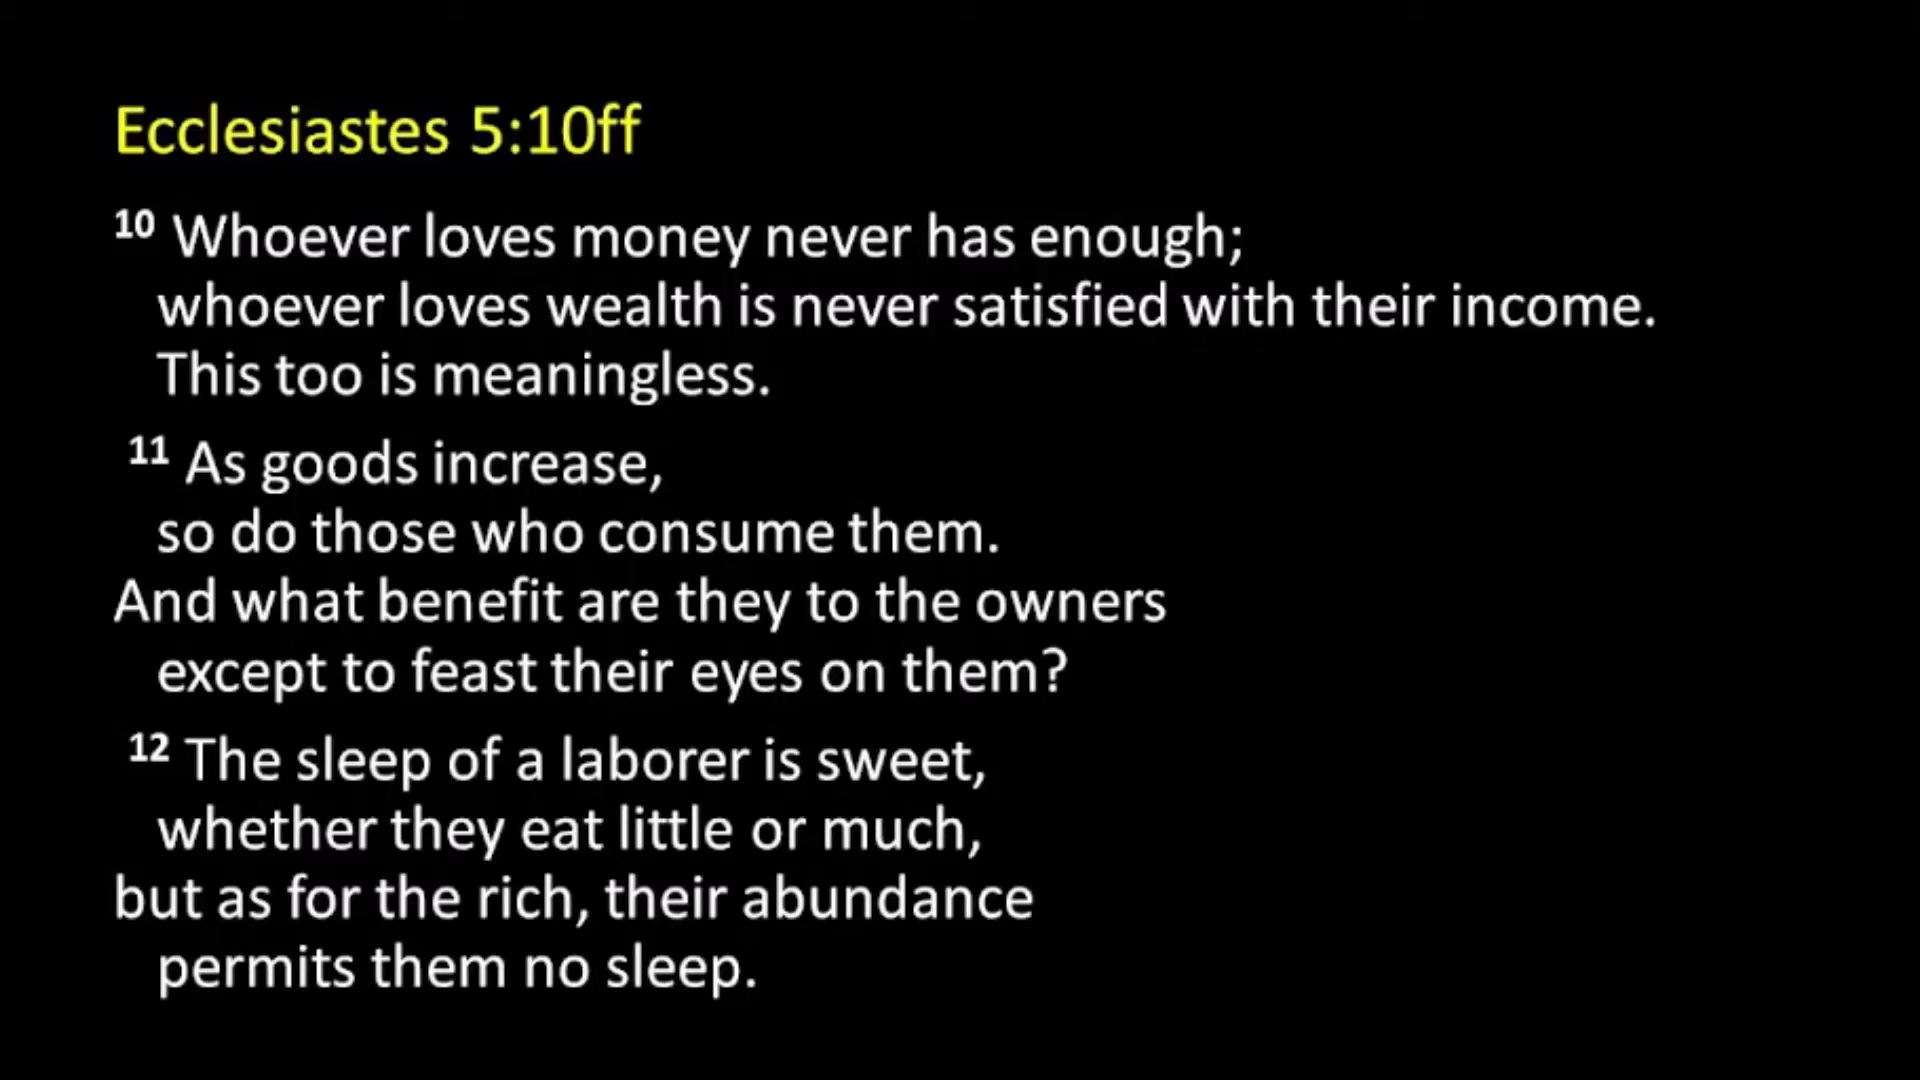 Ecclesiastes 5:10ff
10 Whoever loves money never has enough;
whoever loves wealth is never satisfied with their income.
This too is meaningless.
11 As goods increase,
so do those who consume them.
And what benefit are they to the owners
except to feast their eyes on them?
12 The sleep of a laborer is sweet,
whether they eat little or much,
but as for the rich, their abundance
permits them no sleep.